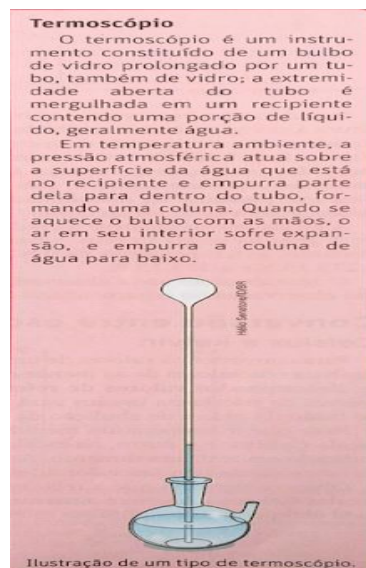 Termoscópio
O termoscópio é um instru-
mento constituído de um bulbo
de vidro prolongado por um tu-
bo, também de vidro; a extremi-
dade aberta do tubo é
mergulhada em um recipiente
contendo uma porção de líqui-
do, geralmente água.
Em temperatura ambiente, a
pressão atmosférica atua sobre
a superfície da água que está
no recipiente e empurra parte
dela para dentro do tubo, for-
mando uma coluna. Quando se
aquece o bulbo com as mãos, o
ar em seu interior sofre expan-
são, e empurra a coluna de
água para baixo.
Hélio Senatore/ID/BR
Ilustração de um tipo de termoscópio.